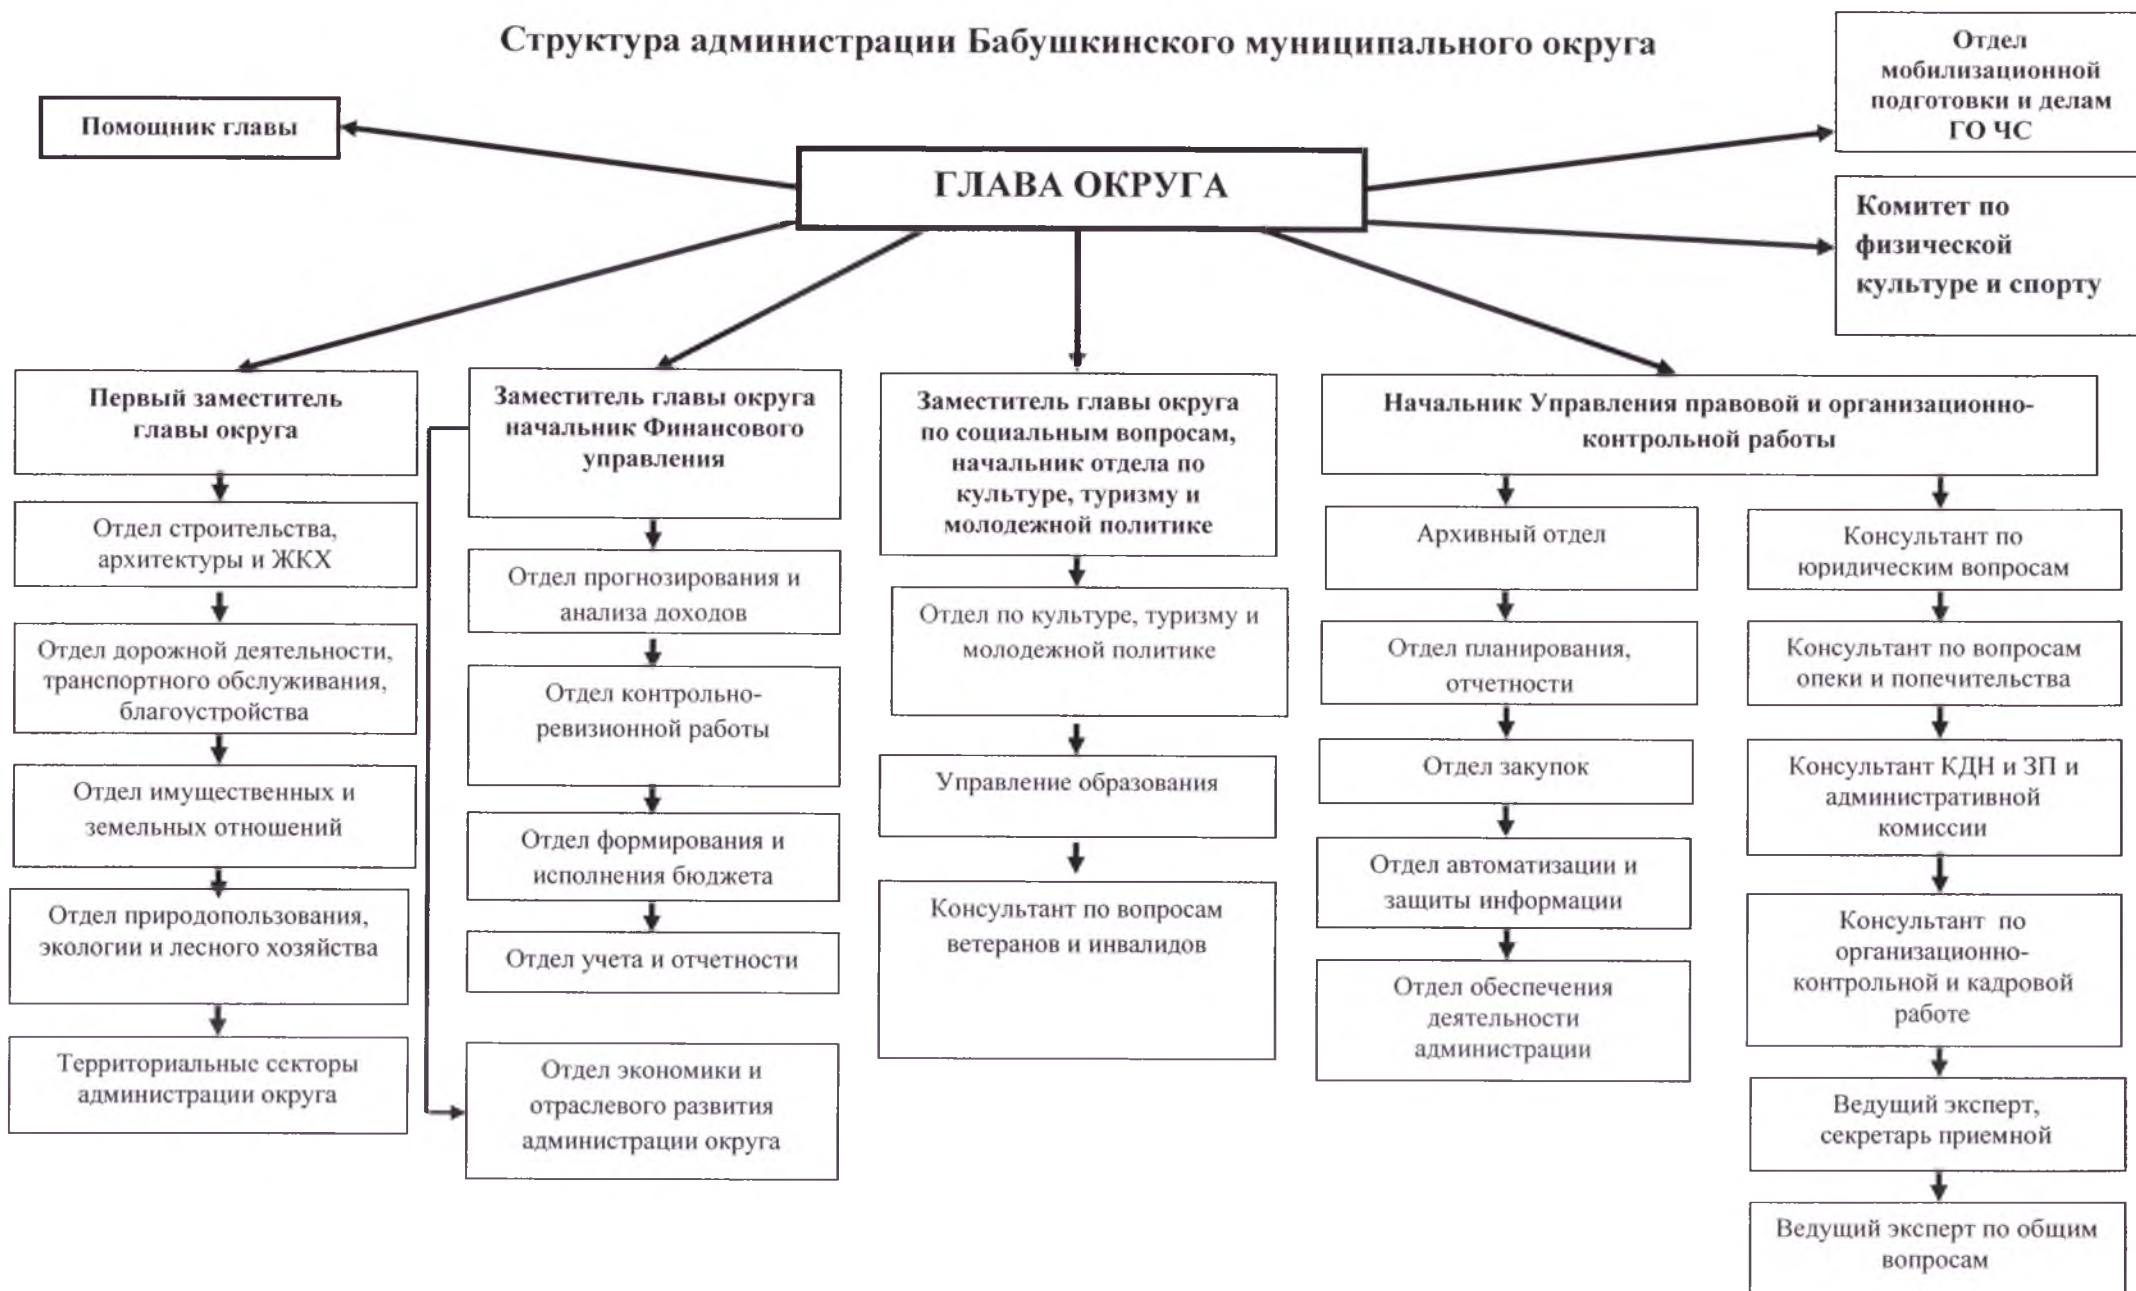 Структура администрации Бабушкинского муниципального округа
Отдел
мобилизационной
подготовки и делам
ГО ЧС
Помощник главы
ГЛАВА ОКРУГА
Комитет по
физической
культуре и спорту
Первый заместитель
главы округа
Отдел строительства,
архитектуры и ЖКХ
Отдел дорожной деятельности,
транспортного обслуживания,
благоустройства
Отдел имущественных и
земельных отношений
Отдел природопользования,
экологии и лесного хозяйства
Территориальные секторы
администрации округа
Заместитель главы округа
начальник Финансового
управления
Отдел прогнозирования и
анализа доходов
Отдел контрольно-
ревизионной работы
Отдел формирования и
исполнения бюджета
Отдел учета и отчетности
Отдел экономики и
отраслевого развития
администрации округа
Заместитель главы округа
по социальным вопросам,
начальник отдела по
культуре, туризму и
молодежной политике
Отдел по культуре, туризму и
молодежной политике
Управление образования
Консультант по вопросам
ветеранов и инвалидов
Начальник Управления правовой и организационно-
контрольной работы
Архивный отдел
Отдел планирования,
отчетности
Отдел закупок
Отдел автоматизации и
защиты информации
Отдел обеспечения
деятельности
администрации
Консультант по
юридическим вопросам
Консультант по вопросам
опеки и попечительства
Консультант КДН и ЗП и
административной
комиссии
Консультант по
организационно-
контрольной и кадровой
работе
Ведущий эксперт,
секретарь приемной
Ведущий эксперт по общим
вопросам